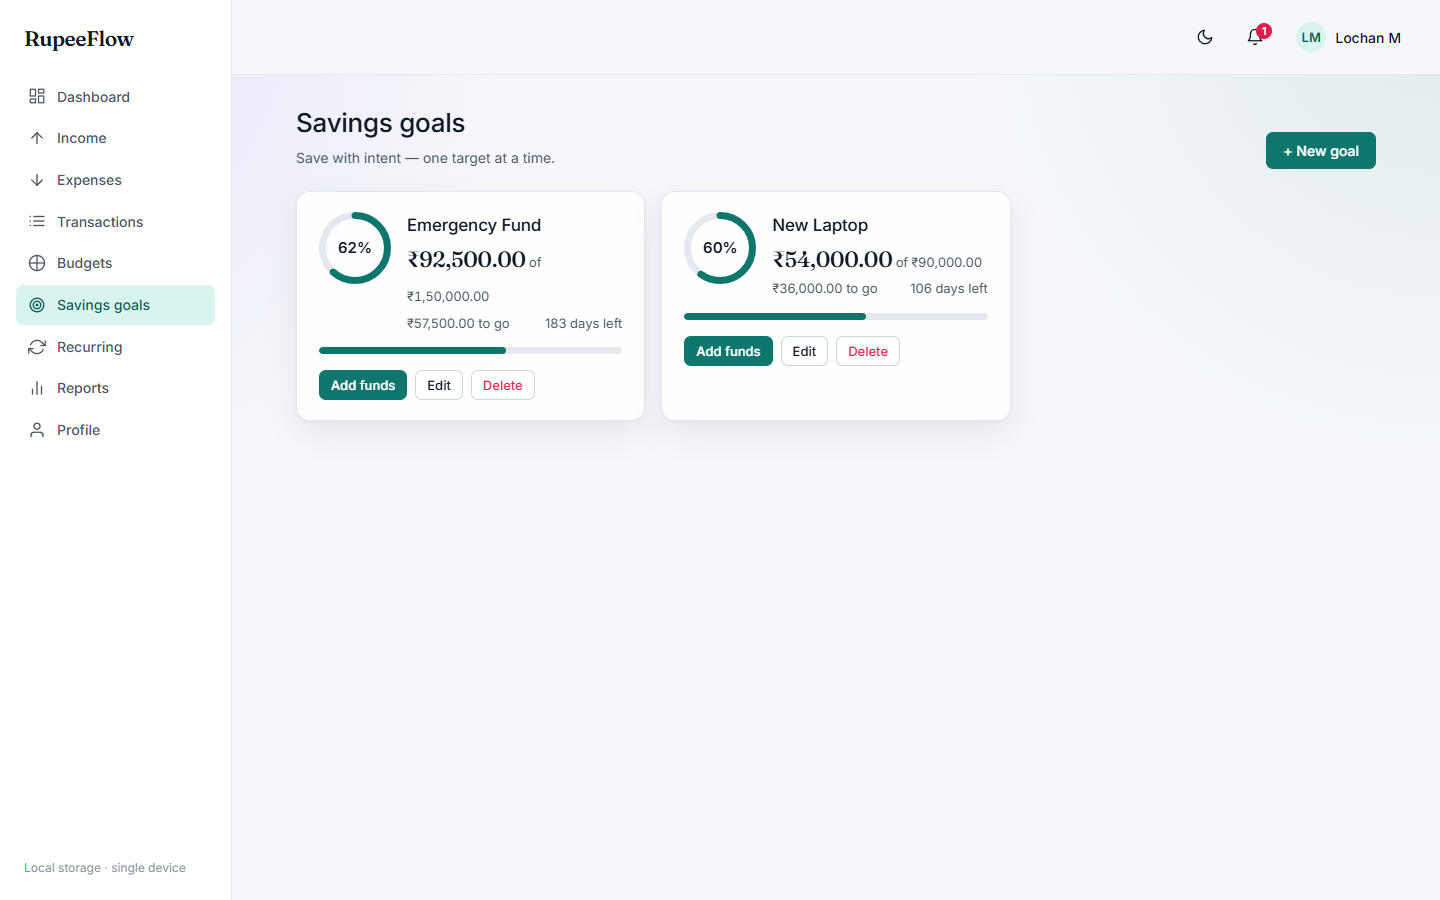 RupeeFlow
Dashboard
Income
Expenses
Transactions
Budgets
Savings goals
Recurring
Reports
Profile
Local storage · single device
1
LM
Lochan M
Savings goals
Save with intent — one target at a time.
+ New goal
62%
Emergency Fund
₹92,500.00 of
₹1,50,000.00
₹57,500.00 to go 183 days left
Add funds Edit Delete
60%
New Laptop
₹54,000.00 of ₹90,000.00
₹36,000.00 to go 106 days left
Add funds Edit Delete